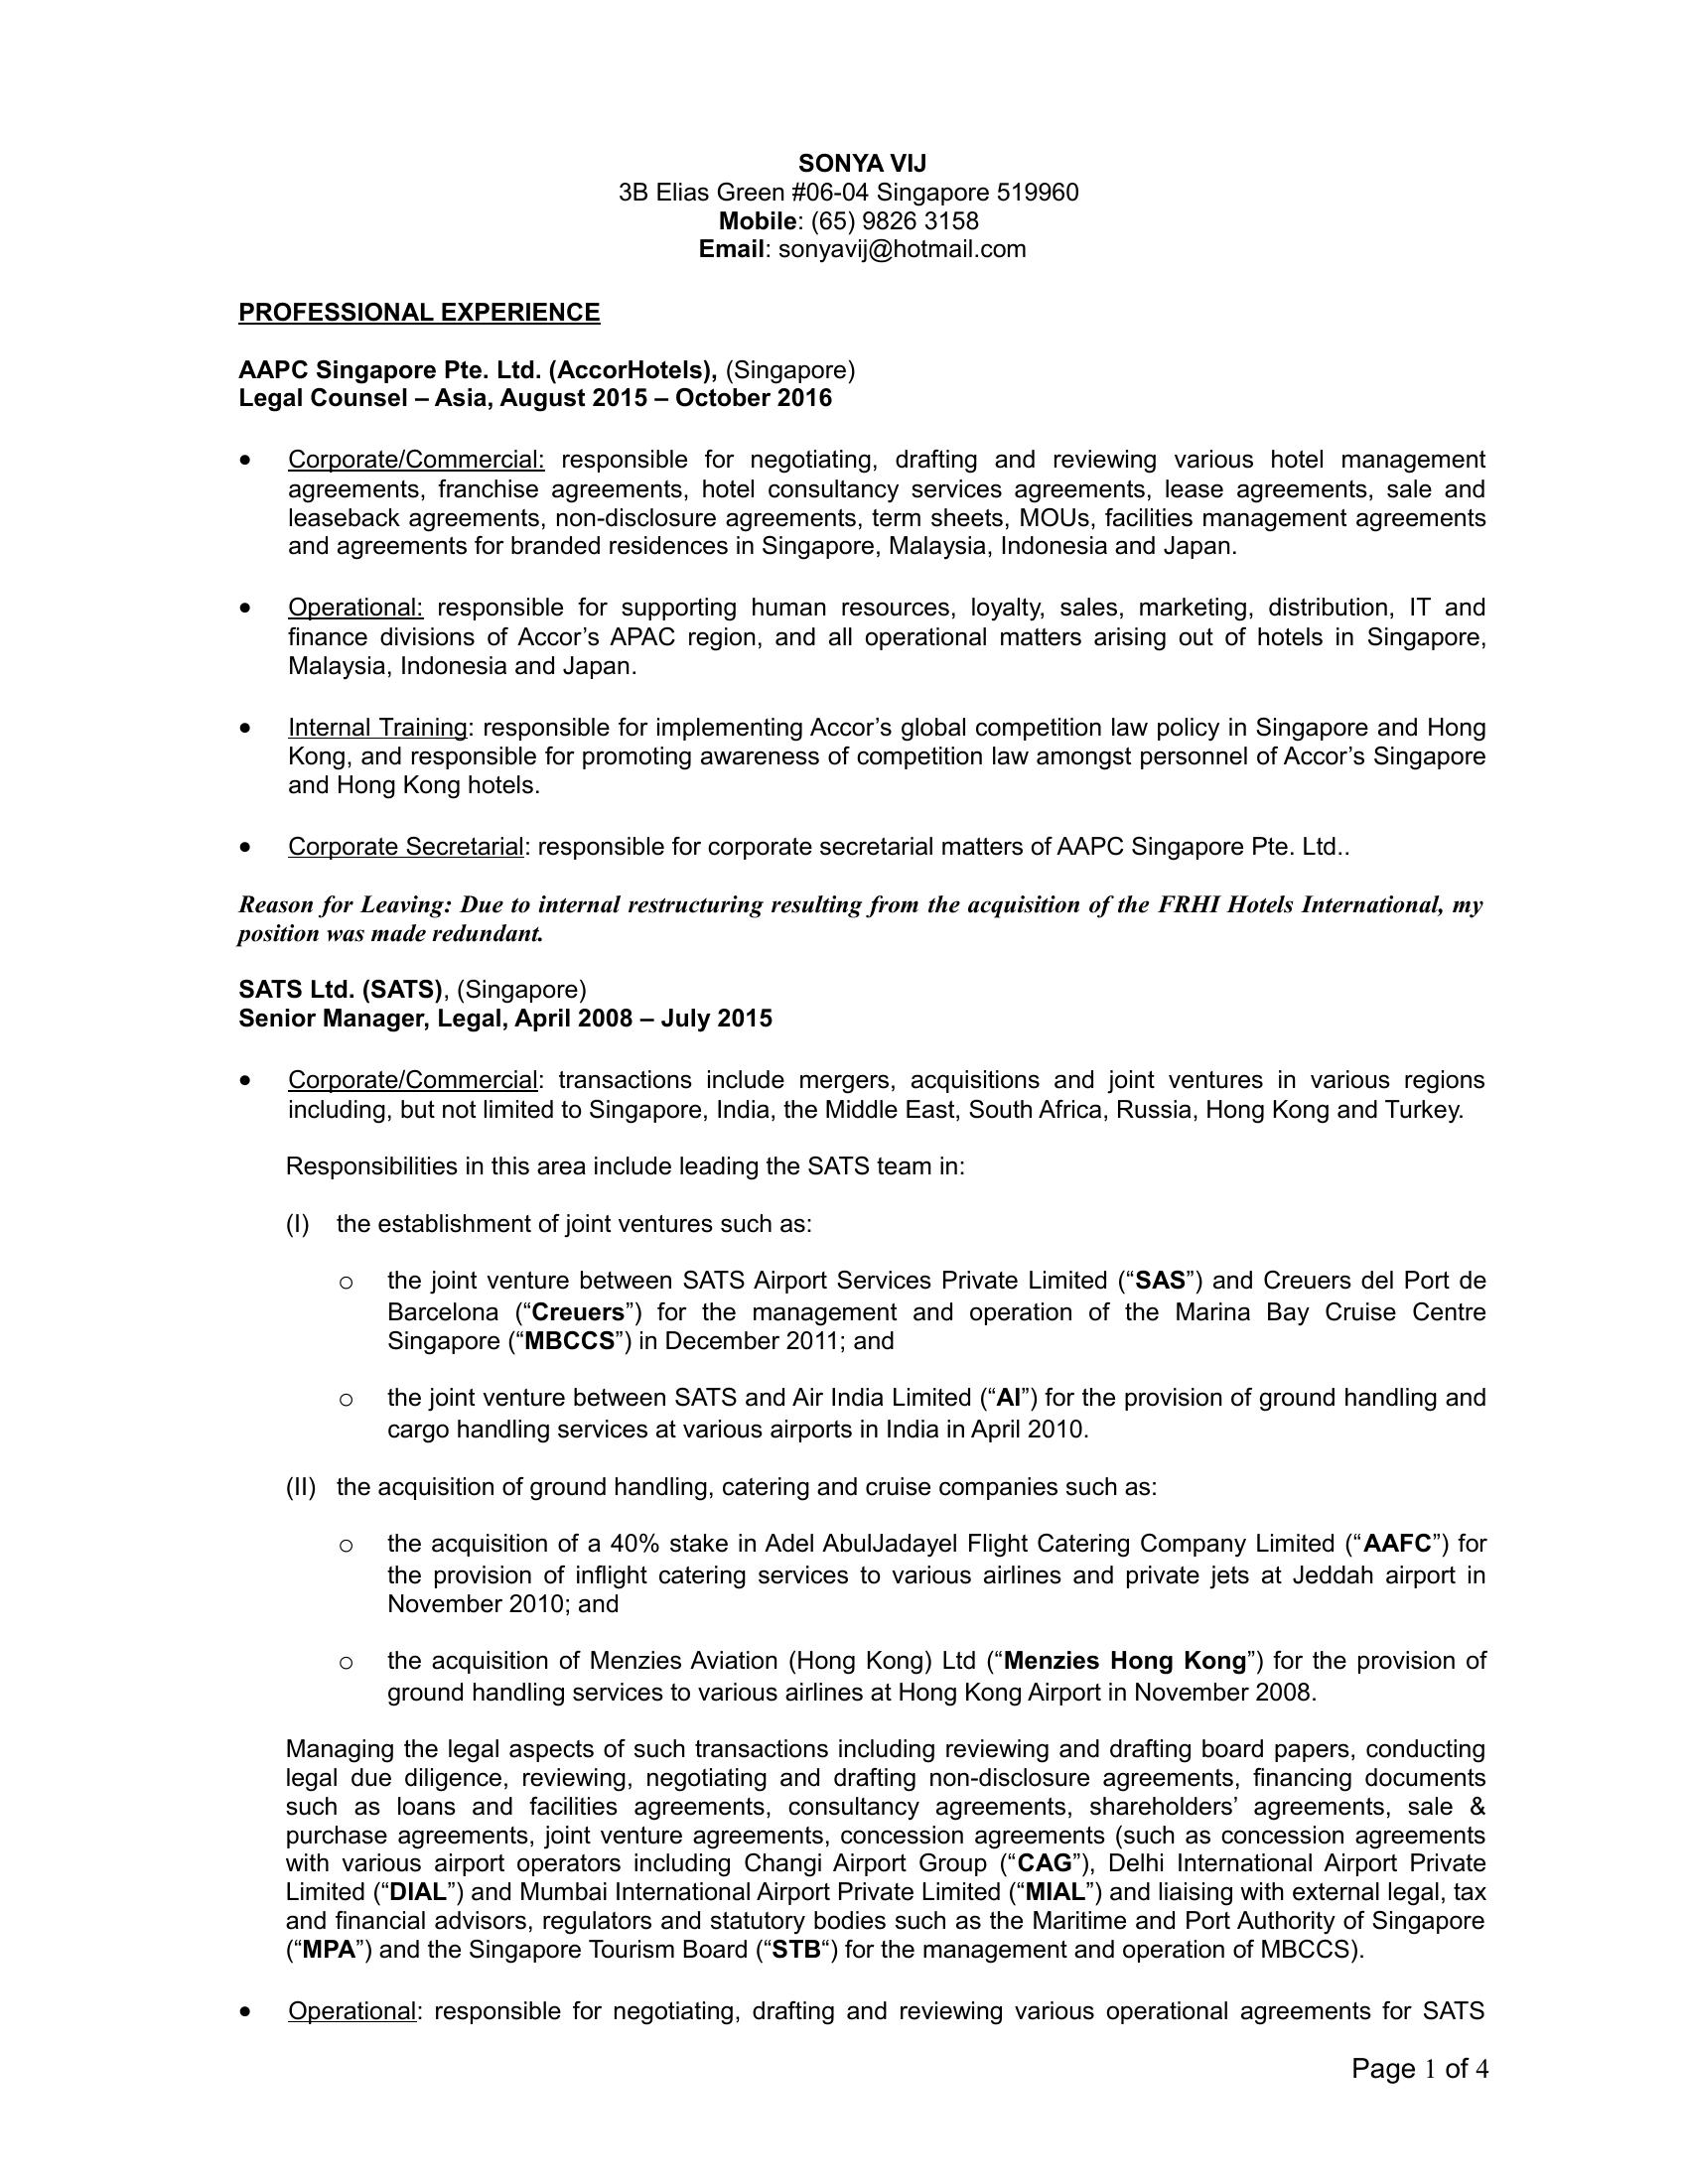 SONYA VIJ
3B Elias Green #06-04 Singapore 519960
Mobile: (65) 9826 3158
Email: sonyavij@hotmail.com
PROFESSIONAL EXPERIENCE
AAPC Singapore Pte. Ltd. (AccorHotels), (Singapore)
Legal Counsel – Asia, August 2015 – October 2016
• Corporate/Commercial: responsible for negotiating, drafting and reviewing various hotel management
agreements, franchise agreements, hotel consultancy services agreements, lease agreements, sale and
leaseback agreements, non-disclosure agreements, term sheets, MOUs, facilities management agreements
and agreements for branded residences in Singapore, Malaysia, Indonesia and Japan.
• Operational: responsible for supporting human resources, loyalty, sales, marketing, distribution, IT and
finance divisions of Accor’s APAC region, and all operational matters arising out of hotels in Singapore,
Malaysia, Indonesia and Japan.
• Internal Training: responsible for implementing Accor’s global competition law policy in Singapore and Hong
Kong, and responsible for promoting awareness of competition law amongst personnel of Accor’s Singapore
and Hong Kong hotels.
• Corporate Secretarial: responsible for corporate secretarial matters of AAPC Singapore Pte. Ltd..
Reason for Leaving: Due to internal restructuring resulting from the acquisition of the FRHI Hotels International, my
position was made redundant.
SATS Ltd. (SATS), (Singapore)
Senior Manager, Legal, April 2008 – July 2015
• Corporate/Commercial: transactions include mergers, acquisitions and joint ventures in various regions
including, but not limited to Singapore, India, the Middle East, South Africa, Russia, Hong Kong and Turkey.
Responsibilities in this area include leading the SATS team in:
(I) the establishment of joint ventures such as:
o the joint venture between SATS Airport Services Private Limited (“SAS”) and Creuers del Port de
Barcelona (“Creuers”) for the management and operation of the Marina Bay Cruise Centre
Singapore (“MBCCS”) in December 2011; and
o the joint venture between SATS and Air India Limited (“AI”) for the provision of ground handling and
cargo handling services at various airports in India in April 2010.
(II) the acquisition of ground handling, catering and cruise companies such as:
o the acquisition of a 40% stake in Adel AbulJadayel Flight Catering Company Limited (“AAFC”) for
the provision of inflight catering services to various airlines and private jets at Jeddah airport in
November 2010; and
o the acquisition of Menzies Aviation (Hong Kong) Ltd (“Menzies Hong Kong”) for the provision of
ground handling services to various airlines at Hong Kong Airport in November 2008.
Managing the legal aspects of such transactions including reviewing and drafting board papers, conducting
legal due diligence, reviewing, negotiating and drafting non-disclosure agreements, financing documents
such as loans and facilities agreements, consultancy agreements, shareholders’ agreements, sale &
purchase agreements, joint venture agreements, concession agreements (such as concession agreements
with various airport operators including Changi Airport Group (“CAG”), Delhi International Airport Private
Limited (“DIAL”) and Mumbai International Airport Private Limited (“MIAL”) and liaising with external legal, tax
and financial advisors, regulators and statutory bodies such as the Maritime and Port Authority of Singapore
(“MPA”) and the Singapore Tourism Board (“STB“) for the management and operation of MBCCS).
• Operational: responsible for negotiating, drafting and reviewing various operational agreements for SATS
Page 1 of 4